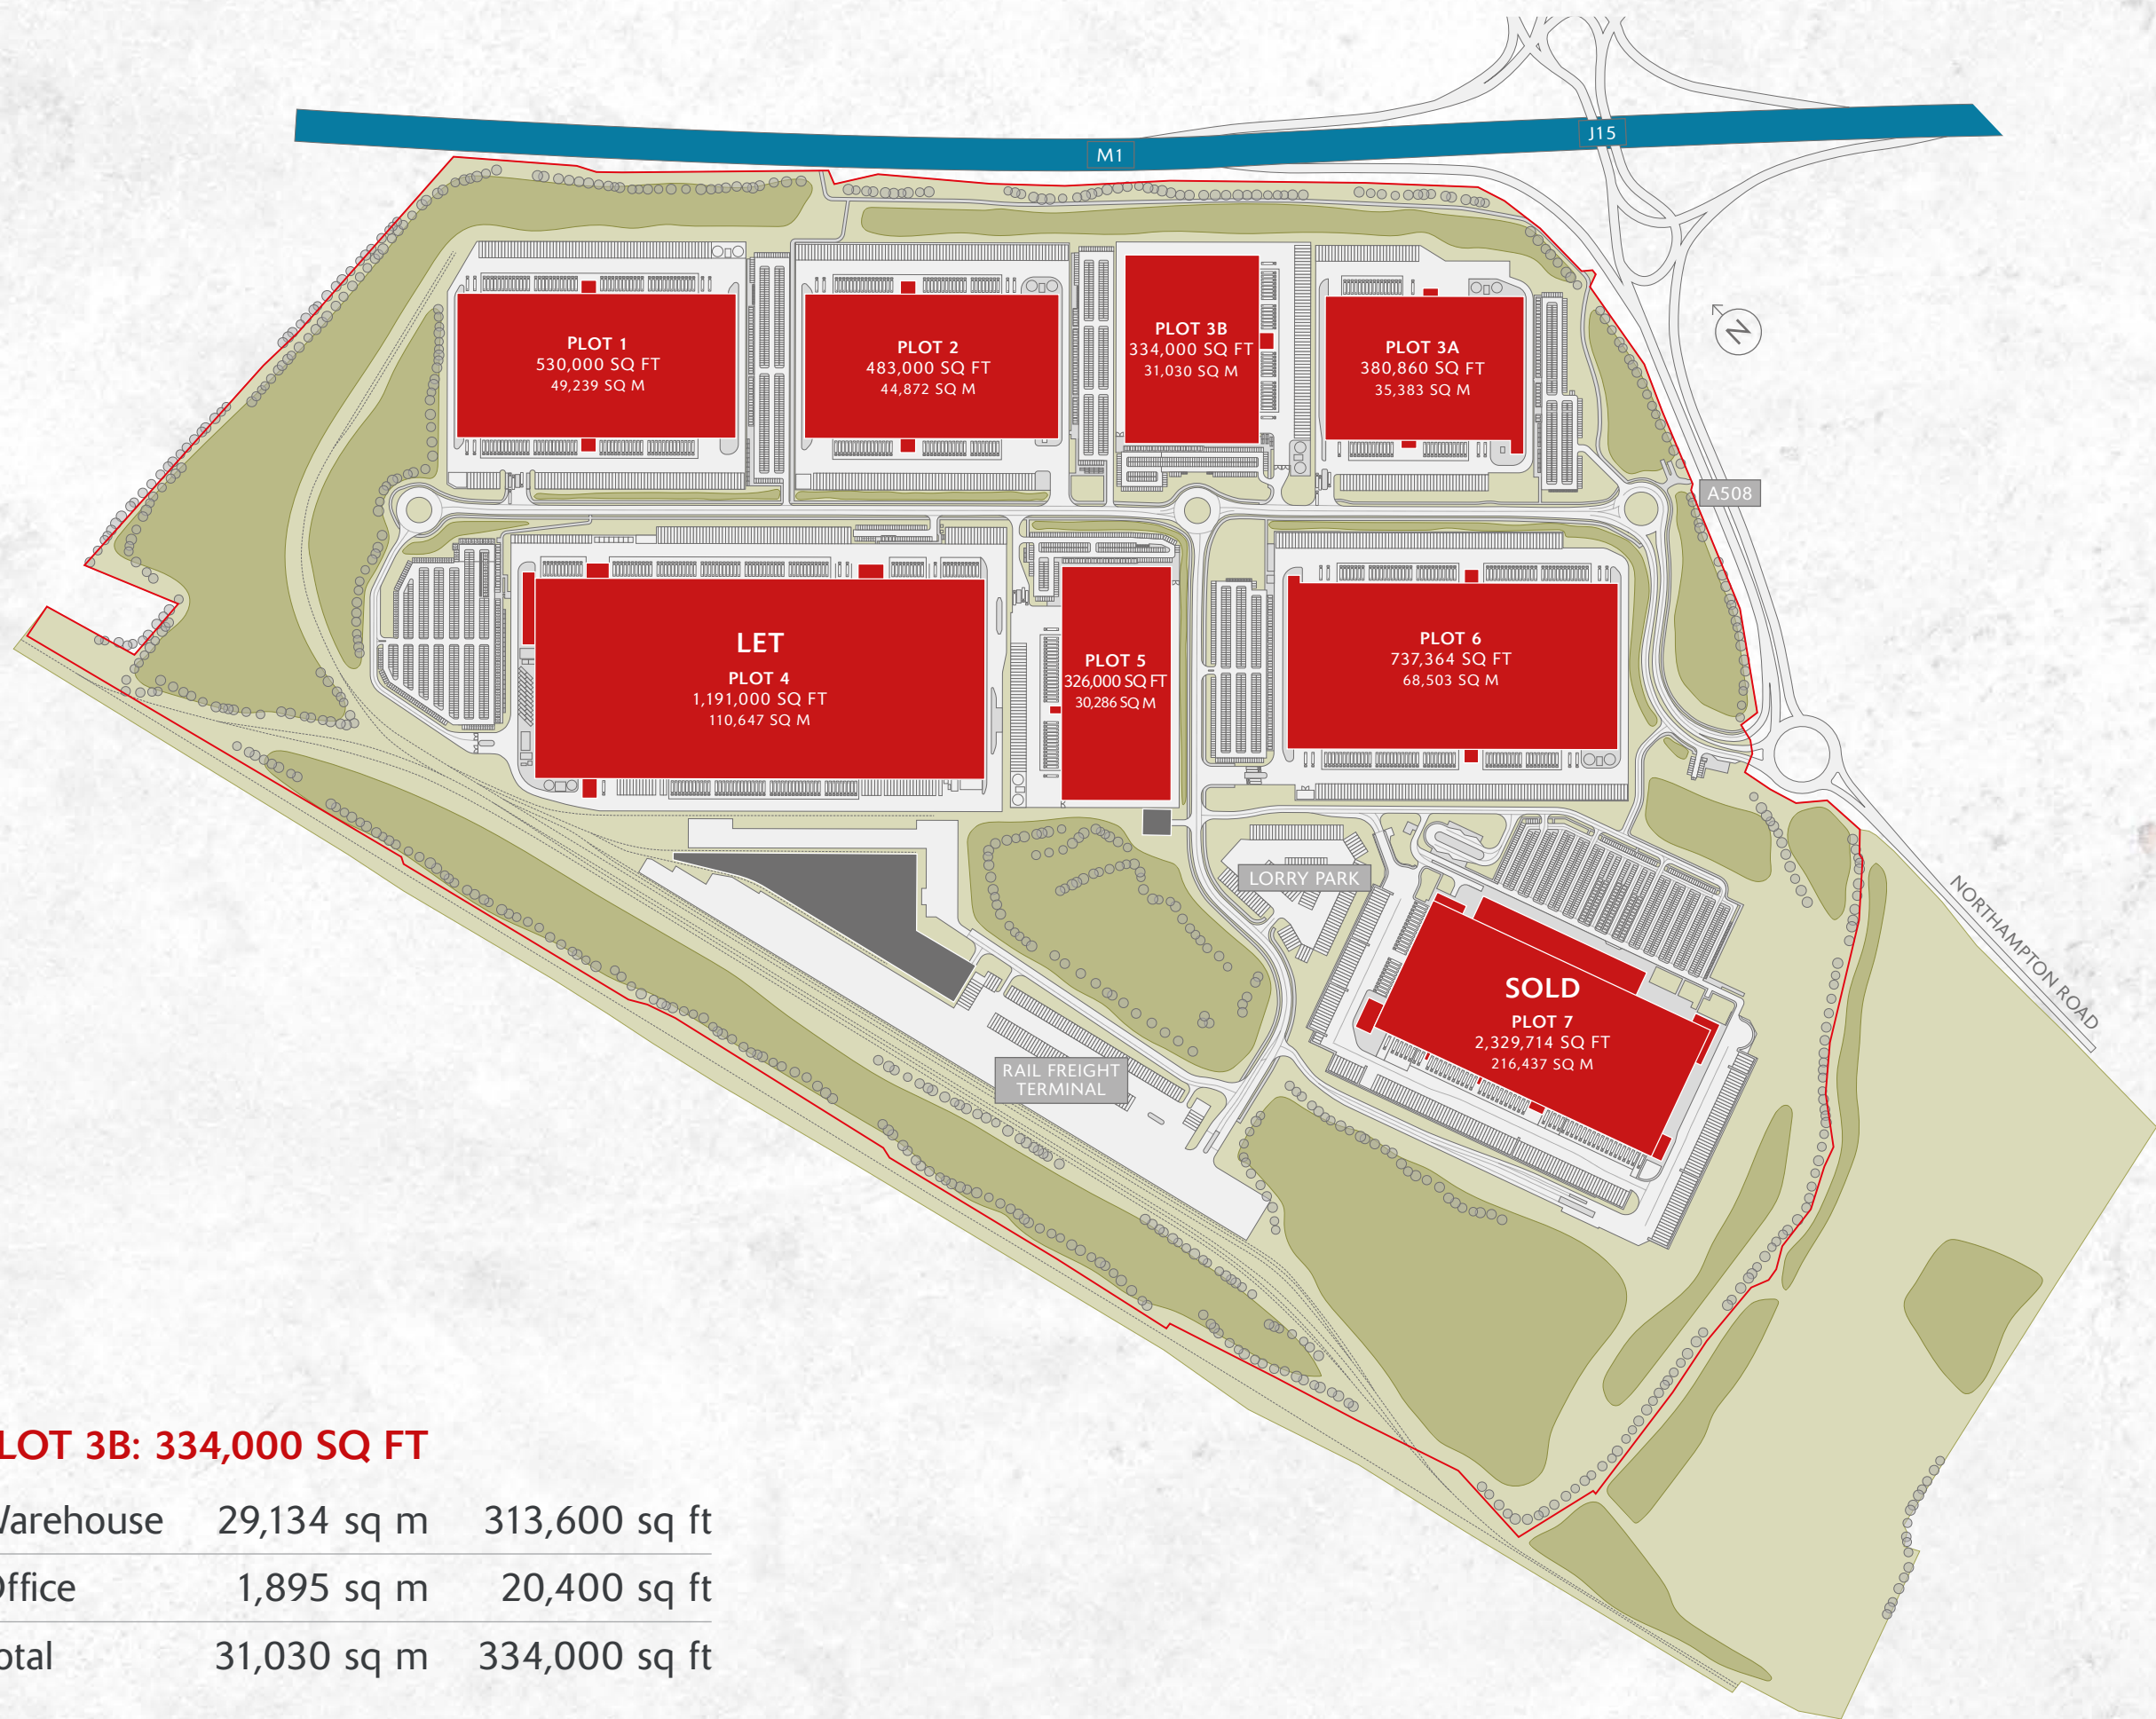 J15
M1
N
PLOT 1
530,000 SQ FT
49,239 SQ M
PLOT 2
483,000 SQ FT
44,872 SQ M
PLOT 3B
334,000 SQ FT
31,030 SQ M
PLOT 3A
380,860 SQ FT
35,383 SQ M
A508
LET
PLOT 4
1,191,000 SQ FT
110,647 SQ M
PLOT 5
326,000 SQ FT
30,286 SQ M
PLOT 6
737,364 SQ FT
68,503 SQ M
LORRY PARK
NORTHAMPTON ROAD
SOLD
PLOT 7
2,329,714 SQ FT
216,437 SQ M
RAIL FREIGHT
TERMINAL
LOT 3B: 334,000 SQ FT
Warehouse 29,134 sq m 313,600 sq ft
Office 1,895 sq m 20,400 sq ft
otal 31,030 sq m 334,000 sq ft